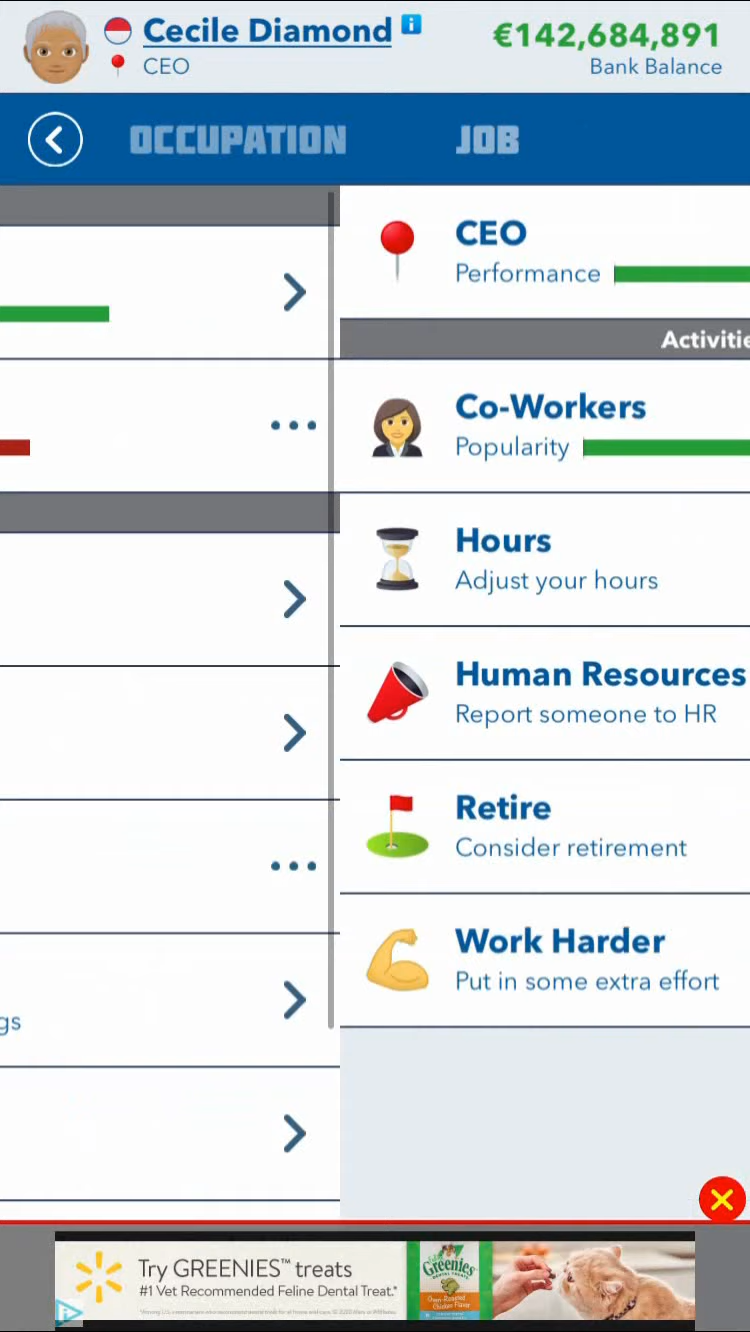 Cecile Diamond
CEO
€142,684,891
Bank Balance
OCCUPATION
JOB
CEO
Performance
Activitie
Co-Workers
Popularity
Hours
Adjust your hours
gs
Human Resources
Report someone to HR
Retire
Consider retirement
Work Harder
Put in some extra effort
Try GREENIES™ treats
#1 Vet Recommended Feline Dental Treat.*
Greenies